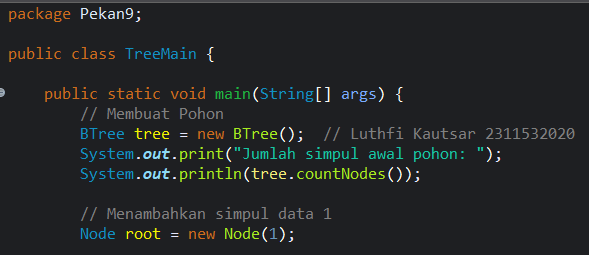 package Pekan9;
public class TreeMain {
public static void main(String[] args) {
// Membuat Pohon
BTree tree = new BTree();  // Luthfi Kautsar 2311532020
System.out.print("Jumlah simpul awal pohon: ");
System.out.println(tree.countNodes());
// Menambahkan simpul data 1
Node root = new Node(1);